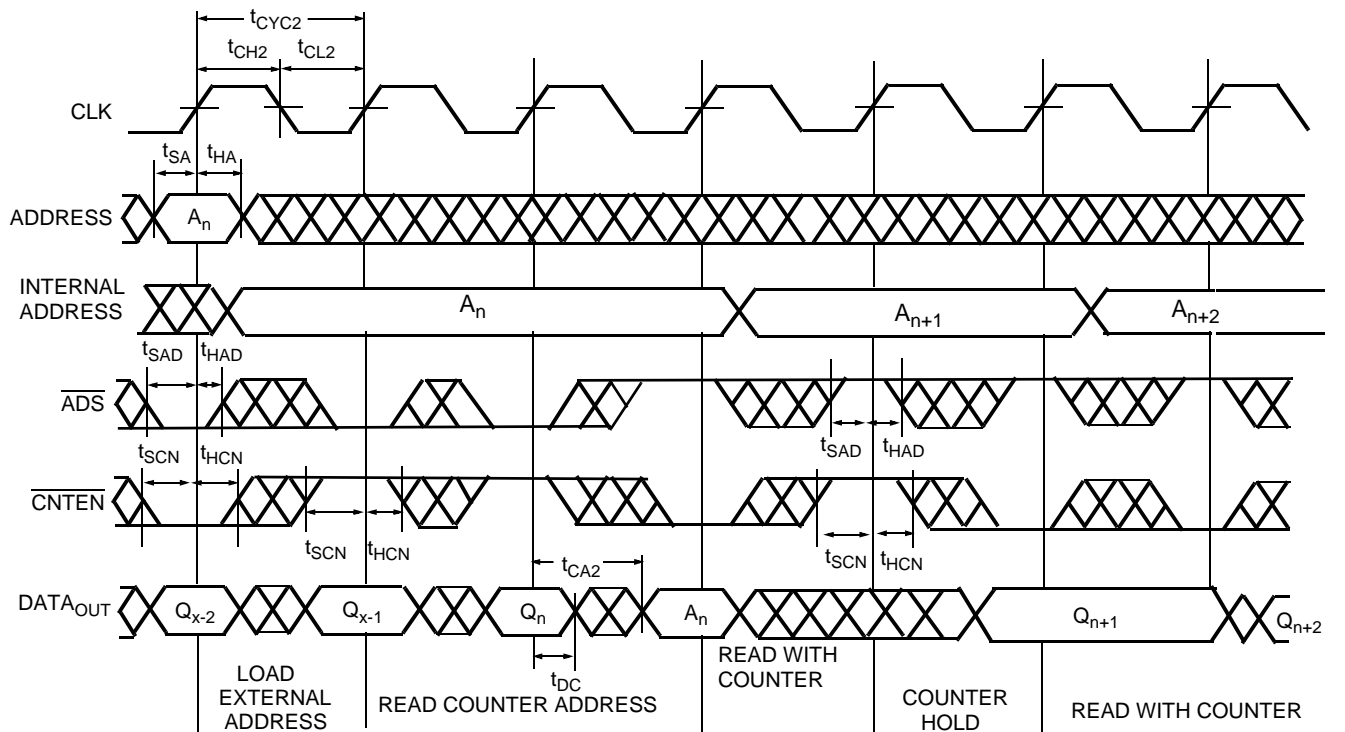 tCYC2
tCH2 tCL2
CLK
tSA tHA
ADDRESS An
INTERNAL
ADDRESS
An An+1 An+2
tSAD tHAD
ADS
tSAD tHAD
tSCN tHCN
CNTEN
tSCN tHCN tSCN tHCN
tCA2
DATAOUT Qx-2 Qx-1 Qn An Qn+1 Qn+2
tDC
LOAD
EXTERNAL
ADDRESS
READ COUNTER ADDRESS
READ WITH
COUNTER
COUNTER
HOLD
READ WITH COUNTER